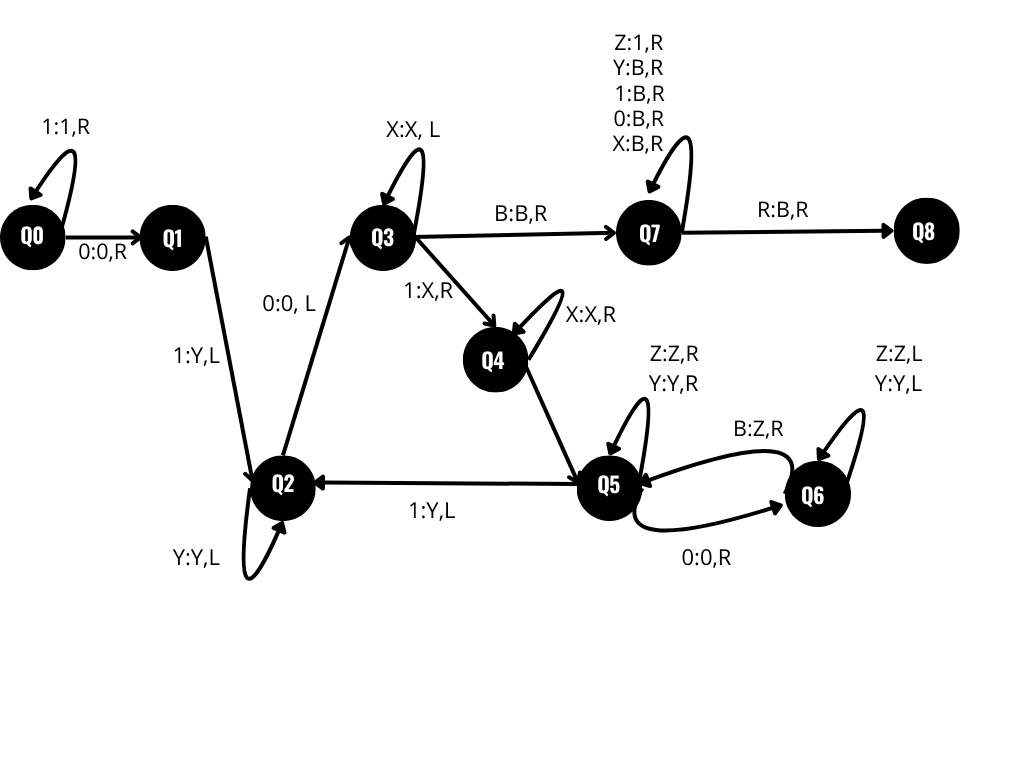 Z:1,R
Y:B,R
1:B,R
0:B,R
X:B,R
1:1,R
X:X, L
Q0
0:0,R
Q1
Q3
B:B,R
Q7
R:B,R
Q8
0:0, L
1:X,R
1:Y,L
Q4
X:X,R
Z:Z,R
Y:Y,R
Z:Z,L
Y:Y,L
B:Z,R
Q2
Q5
Q6
1:Y,L
Y:Y,L
0:0,R